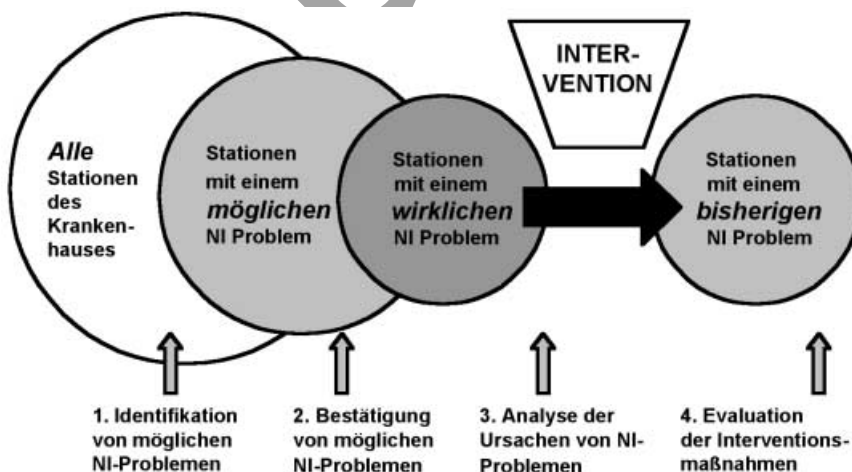 INTER-
VENTION
Alle
Stationen
des
Kranken-
hauses
Stationen
mit einem
möglichen
NI Problem
Stationen
mit einem
wirklichen
NI Problem
Stationen
mit einem
bisherigen
NI Problem
1. Identifikation
von möglichen
NI-Problemen
2. Bestätigung
von möglichen
NI-Problemen
3. Analyse der
Ursachen von NI-
Problemen
4. Evaluation
der Interventions-
maßnahmen